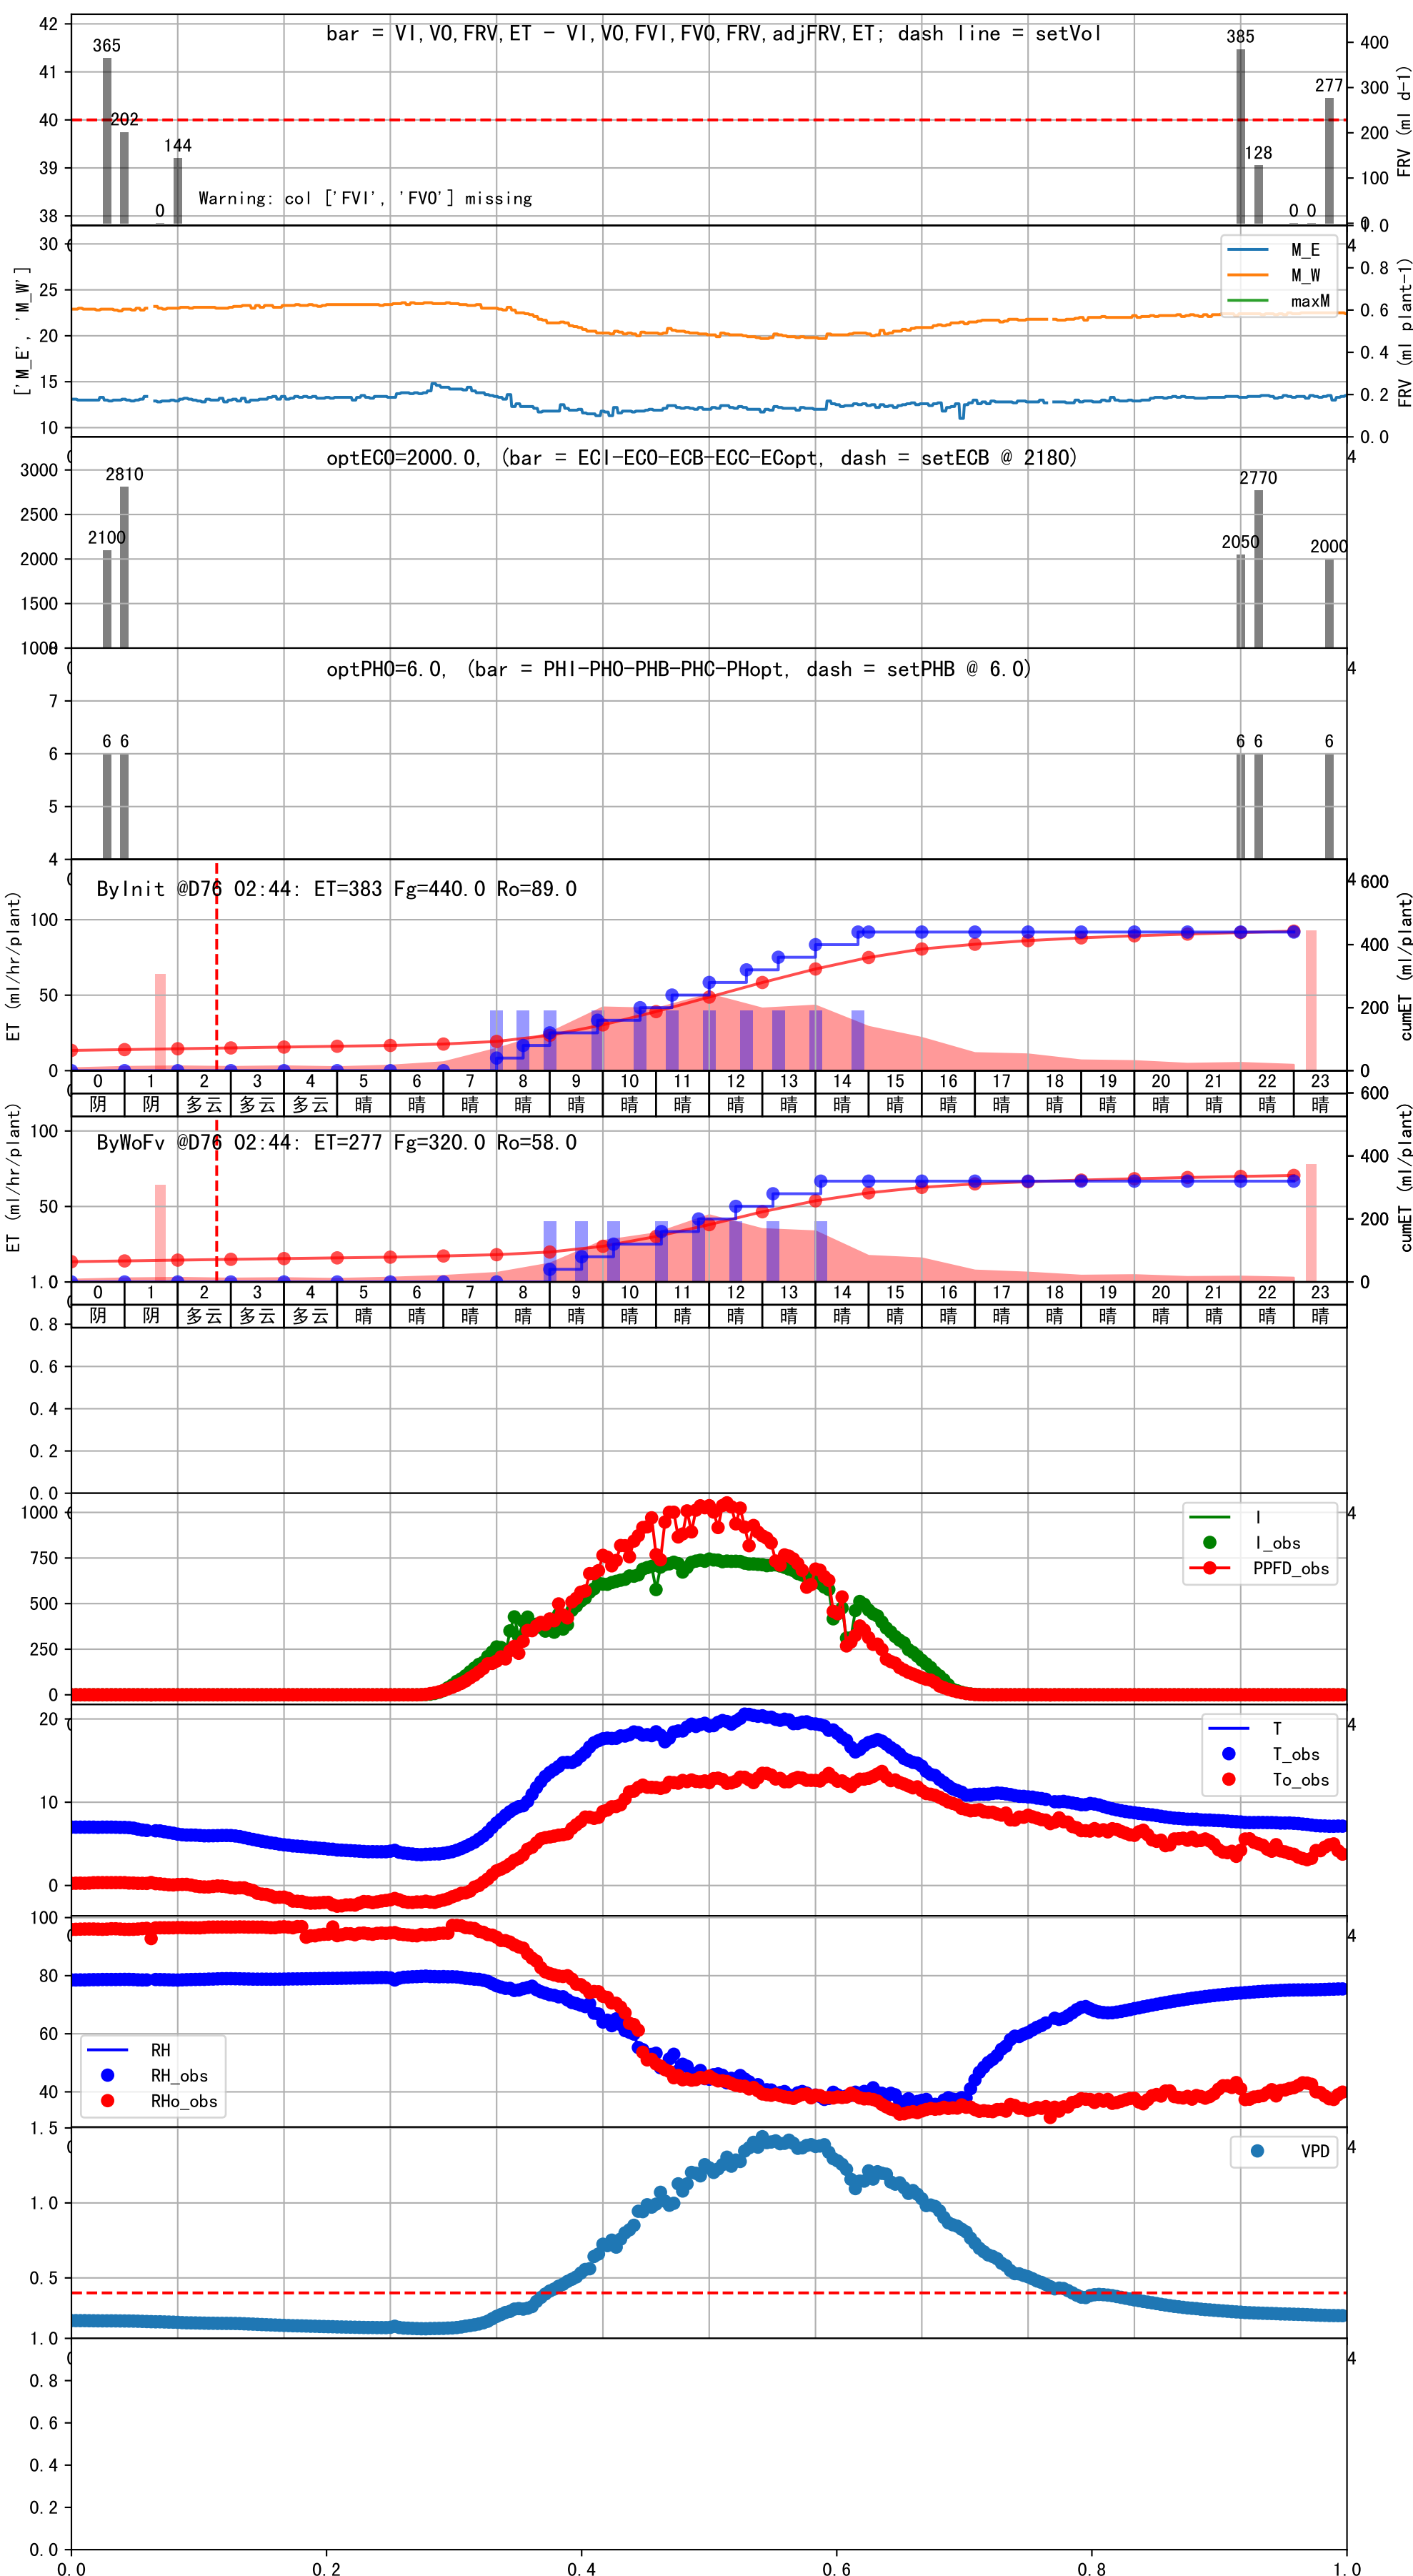 bar = VI,VO,FRV,ET - VI,VO,FVI,FVO,FRV,adjFRV,ET; dash line = setVol
42
41
40
39
38
365
202
0
144
385
128
0 0
277
Warning: col ['FVI', 'FVO'] missing
400
300
200
100
0
FRV (ml d-1)
['M_E', 'M_W']
30
25
20
15
10
M_E
M_W
maxM
1.0
0.8
0.6
0.4
0.2
0.0
FRV (ml plant-1)
optECO=2000.0, (bar = ECI-ECO-ECB-ECC-ECopt, dash = setECB @ 2180)
3000
2500
2000
1500
1000
2100
2810
2050
2770
2000
optPHO=6.0, (bar = PHI-PHO-PHB-PHC-PHopt, dash = setPHB @ 6.0)
7
6
5
4
6 6
6 6
6
ByInit @D76 02:44: ET=383 Fg=440.0 Ro=89.0
ET (ml/hr/plant)
100
50
0
600
400
200
0
cumET (ml/plant)
0 1 2 3 4 5 6 7 8 9 10 11 12 13 14 15 16 17 18 19 20 21 22 23
阴 阴 多云 多云 多云 晴 晴 晴 晴 晴 晴 晴 晴 晴 晴 晴 晴 晴 晴 晴 晴 晴 晴 晴
ByWoFv @D76 02:44: ET=277 Fg=320.0 Ro=58.0
ET (ml/hr/plant)
100
50
600
400
200
0
cumET (ml/plant)
0 1 2 3 4 5 6 7 8 9 10 11 12 13 14 15 16 17 18 19 20 21 22 23
阴 阴 多云 多云 多云 晴 晴 晴 晴 晴 晴 晴 晴 晴 晴 晴 晴 晴 晴 晴 晴 晴 晴 晴
1.0
0.8
0.6
0.4
0.2
0.0
1000
750
500
250
0
I
I_obs
PPFD_obs
20
10
0
T
T_obs
To_obs
100
80
60
40
RH
RH_obs
RHo_obs
1.5
1.0
0.5
VPD
1.0
0.8
0.6
0.4
0.2
0.0
0.0 0.2 0.4 0.6 0.8 1.0